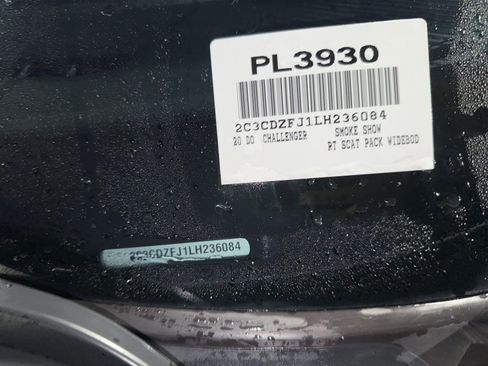 PL3930
2C3CDZFJ1LH236084
20 DO CHALLENGER SMOKE SHOW
RT SCAT PACK WIDEBOD
2C3CDZFJ1LH236084